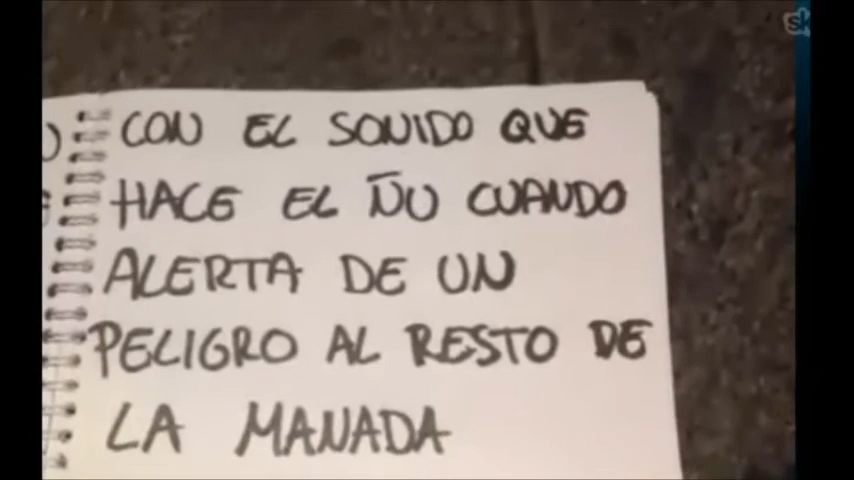 CON EL SONIDO QUE
HACE EL ÑU CUANDO
ALERTA DE UN
PELIGRO AL RESTO DE
LA MANADA